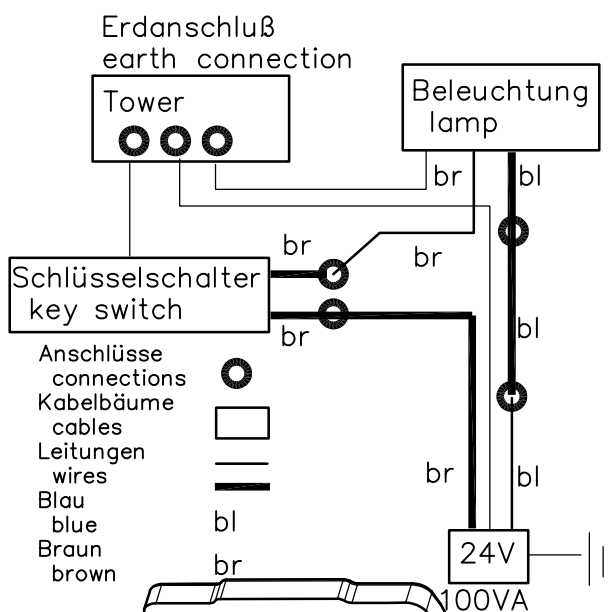 Erdanschluß
earth connection
Tower
Beleuchtung
lamp
br
bl
br
br
Schlüsselschalter
key switch
br
bl
Anschlüsse
connections
Kabelbäume
cables
Leitungen
wires
br
bl
Blau
blue
bl
Braun
brown
br
24V
100VA